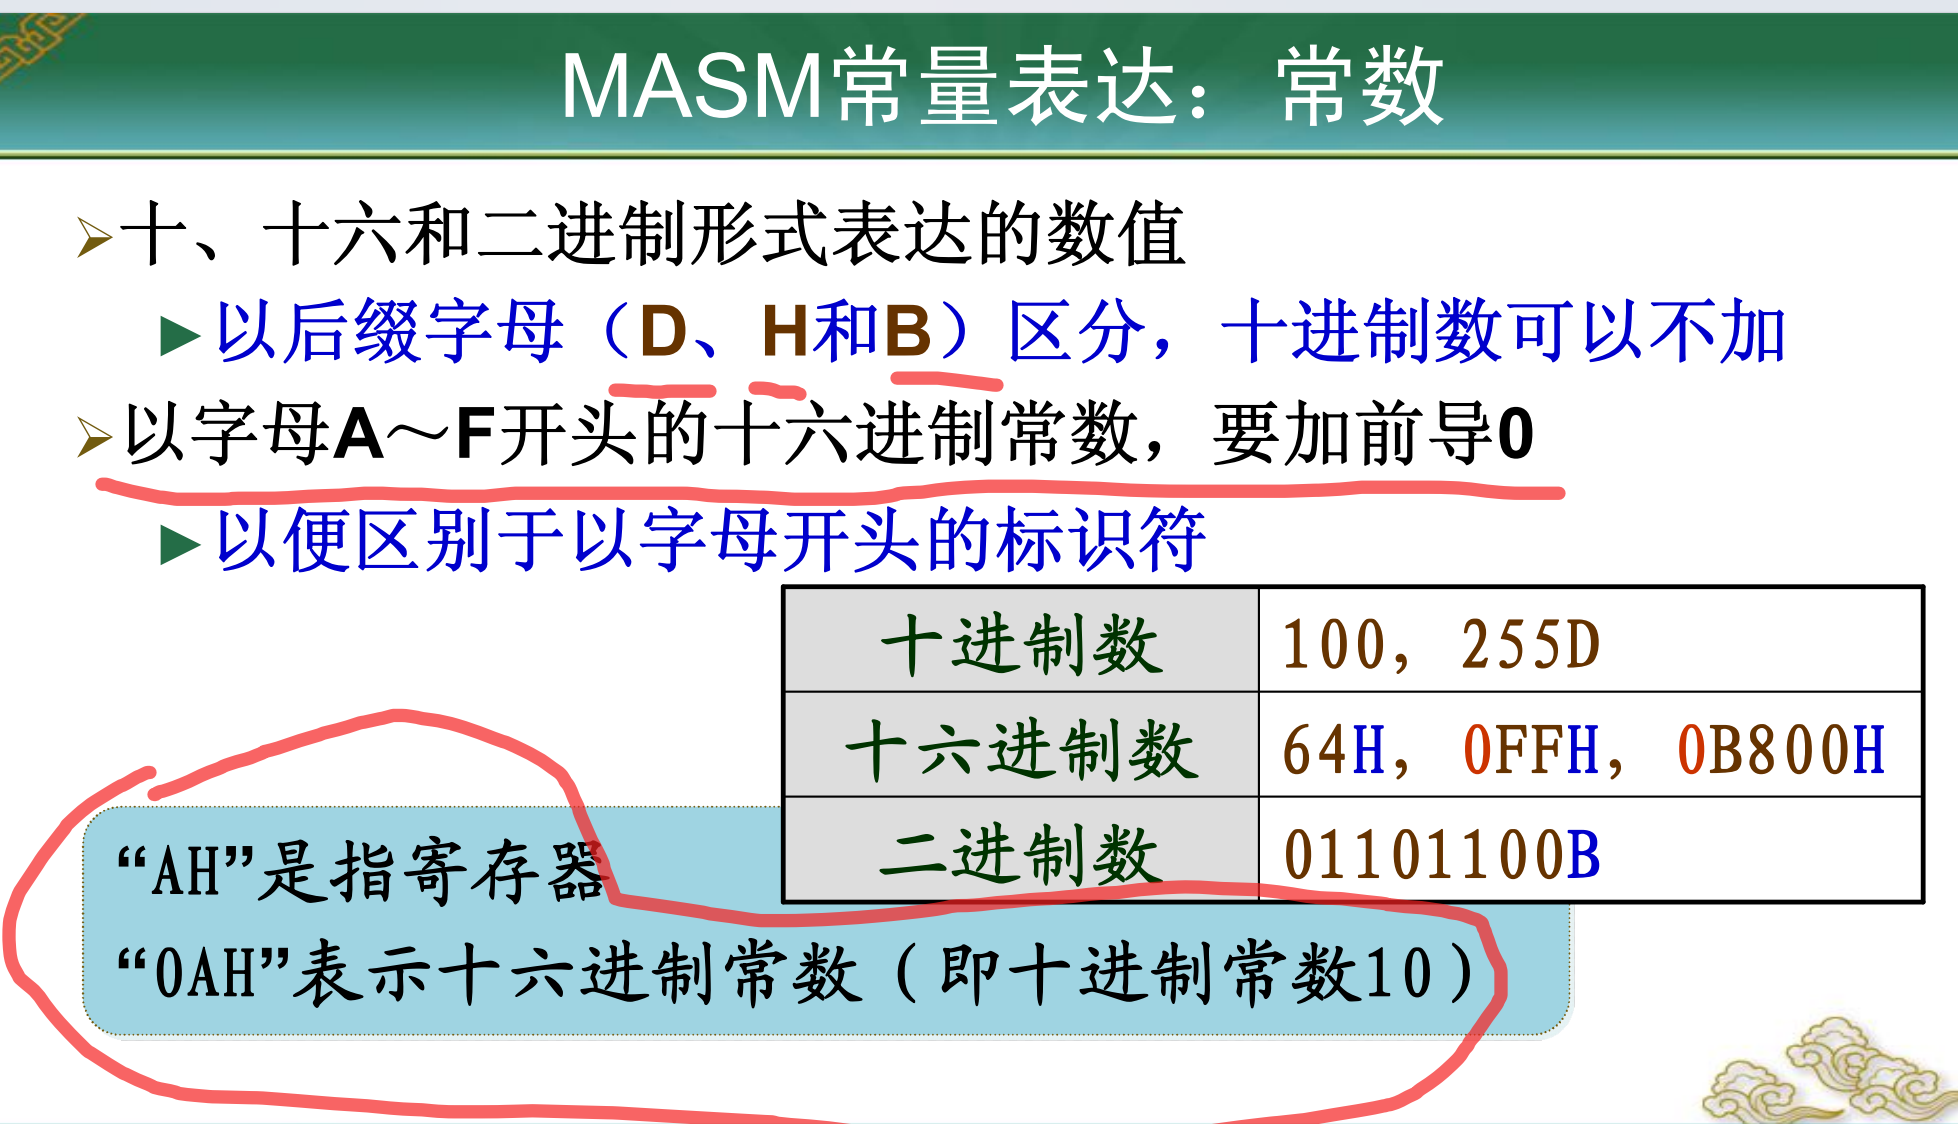 MASM常量表达：常数
十、十六和二进制形式表达的数值
以后缀字母（D、H和B）区分，十进制数可以不加
以字母A～F开头的十六进制常数，要加前导0
以便区别于以字母开头的标识符
十进制数 100， 255D
十六进制数 64H， 0FFH， 0B800H
二进制数 01101100B
“AH”是指寄存器
“0AH”表示十六进制常数（即十进制常数10）